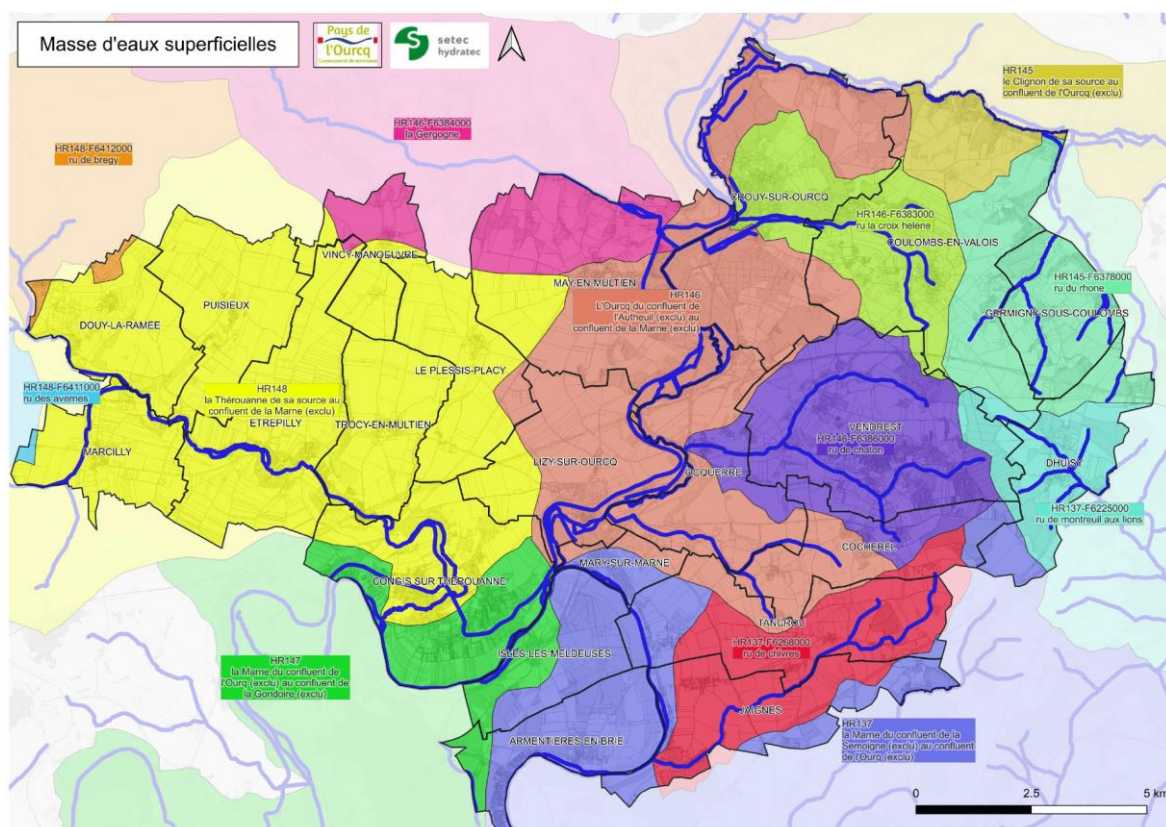 Masse d'eaux superficielles
Pays de
l'Ourcq
Communauté de communes
setec
hydratec
HR145
le Clignon de sa source au
confluent de l'Ourcq (exclu)
HR146-F6384000
la Gergogne
HR148-F6412000
ru de bregy
CROUY-SUR-OURCQ
HR146-F6383000
ru la croix helene
COULOMBS-EN-VALOIS
VINCY-MANOEUVRE
MAY-EN-MULTIEN
HR145-F6378000
ru du rhone
PUISIEUX
HR146
L'Ourcq du confluent de
l'Autheuil (exclu) au
confluent de la Marne (exclu)
GERMIGNY-SOUS-COULOMBS
DOUY-LA-RAMEE
LE PLESSIS-PLACY
HR148-F6411000
ru des avernes
HR148
la Thérouanne de sa source au
confluent de la Marne (exclu)
ETREPILLY
TROCY-EN-MULTIEN
VENDREST
HR146-F6386000
ru de chaton
MARCILLY
LIZY-SUR-OURCQ
OCQUERRE
DHUISY
HR137-F6225000
ru de montreuil aux lions
COCHEREL
MARY-SUR-MARNE
CONGIS SUR THEROUANNE
TANCROU
HR137-F6268000
ru de chivres
ISLES-LES-MELDEUSES
HR147
la Marne du confluent de
l'Ourq (exclu) au confluent de
la Gondoire (exclu)
JAIGNES
ARMENTIERES EN BRIE
HR137
la Marne du confluent de la
Semoigne (exclu) au confluent
de l'Ourq (exclu)
0 2.5 5 km